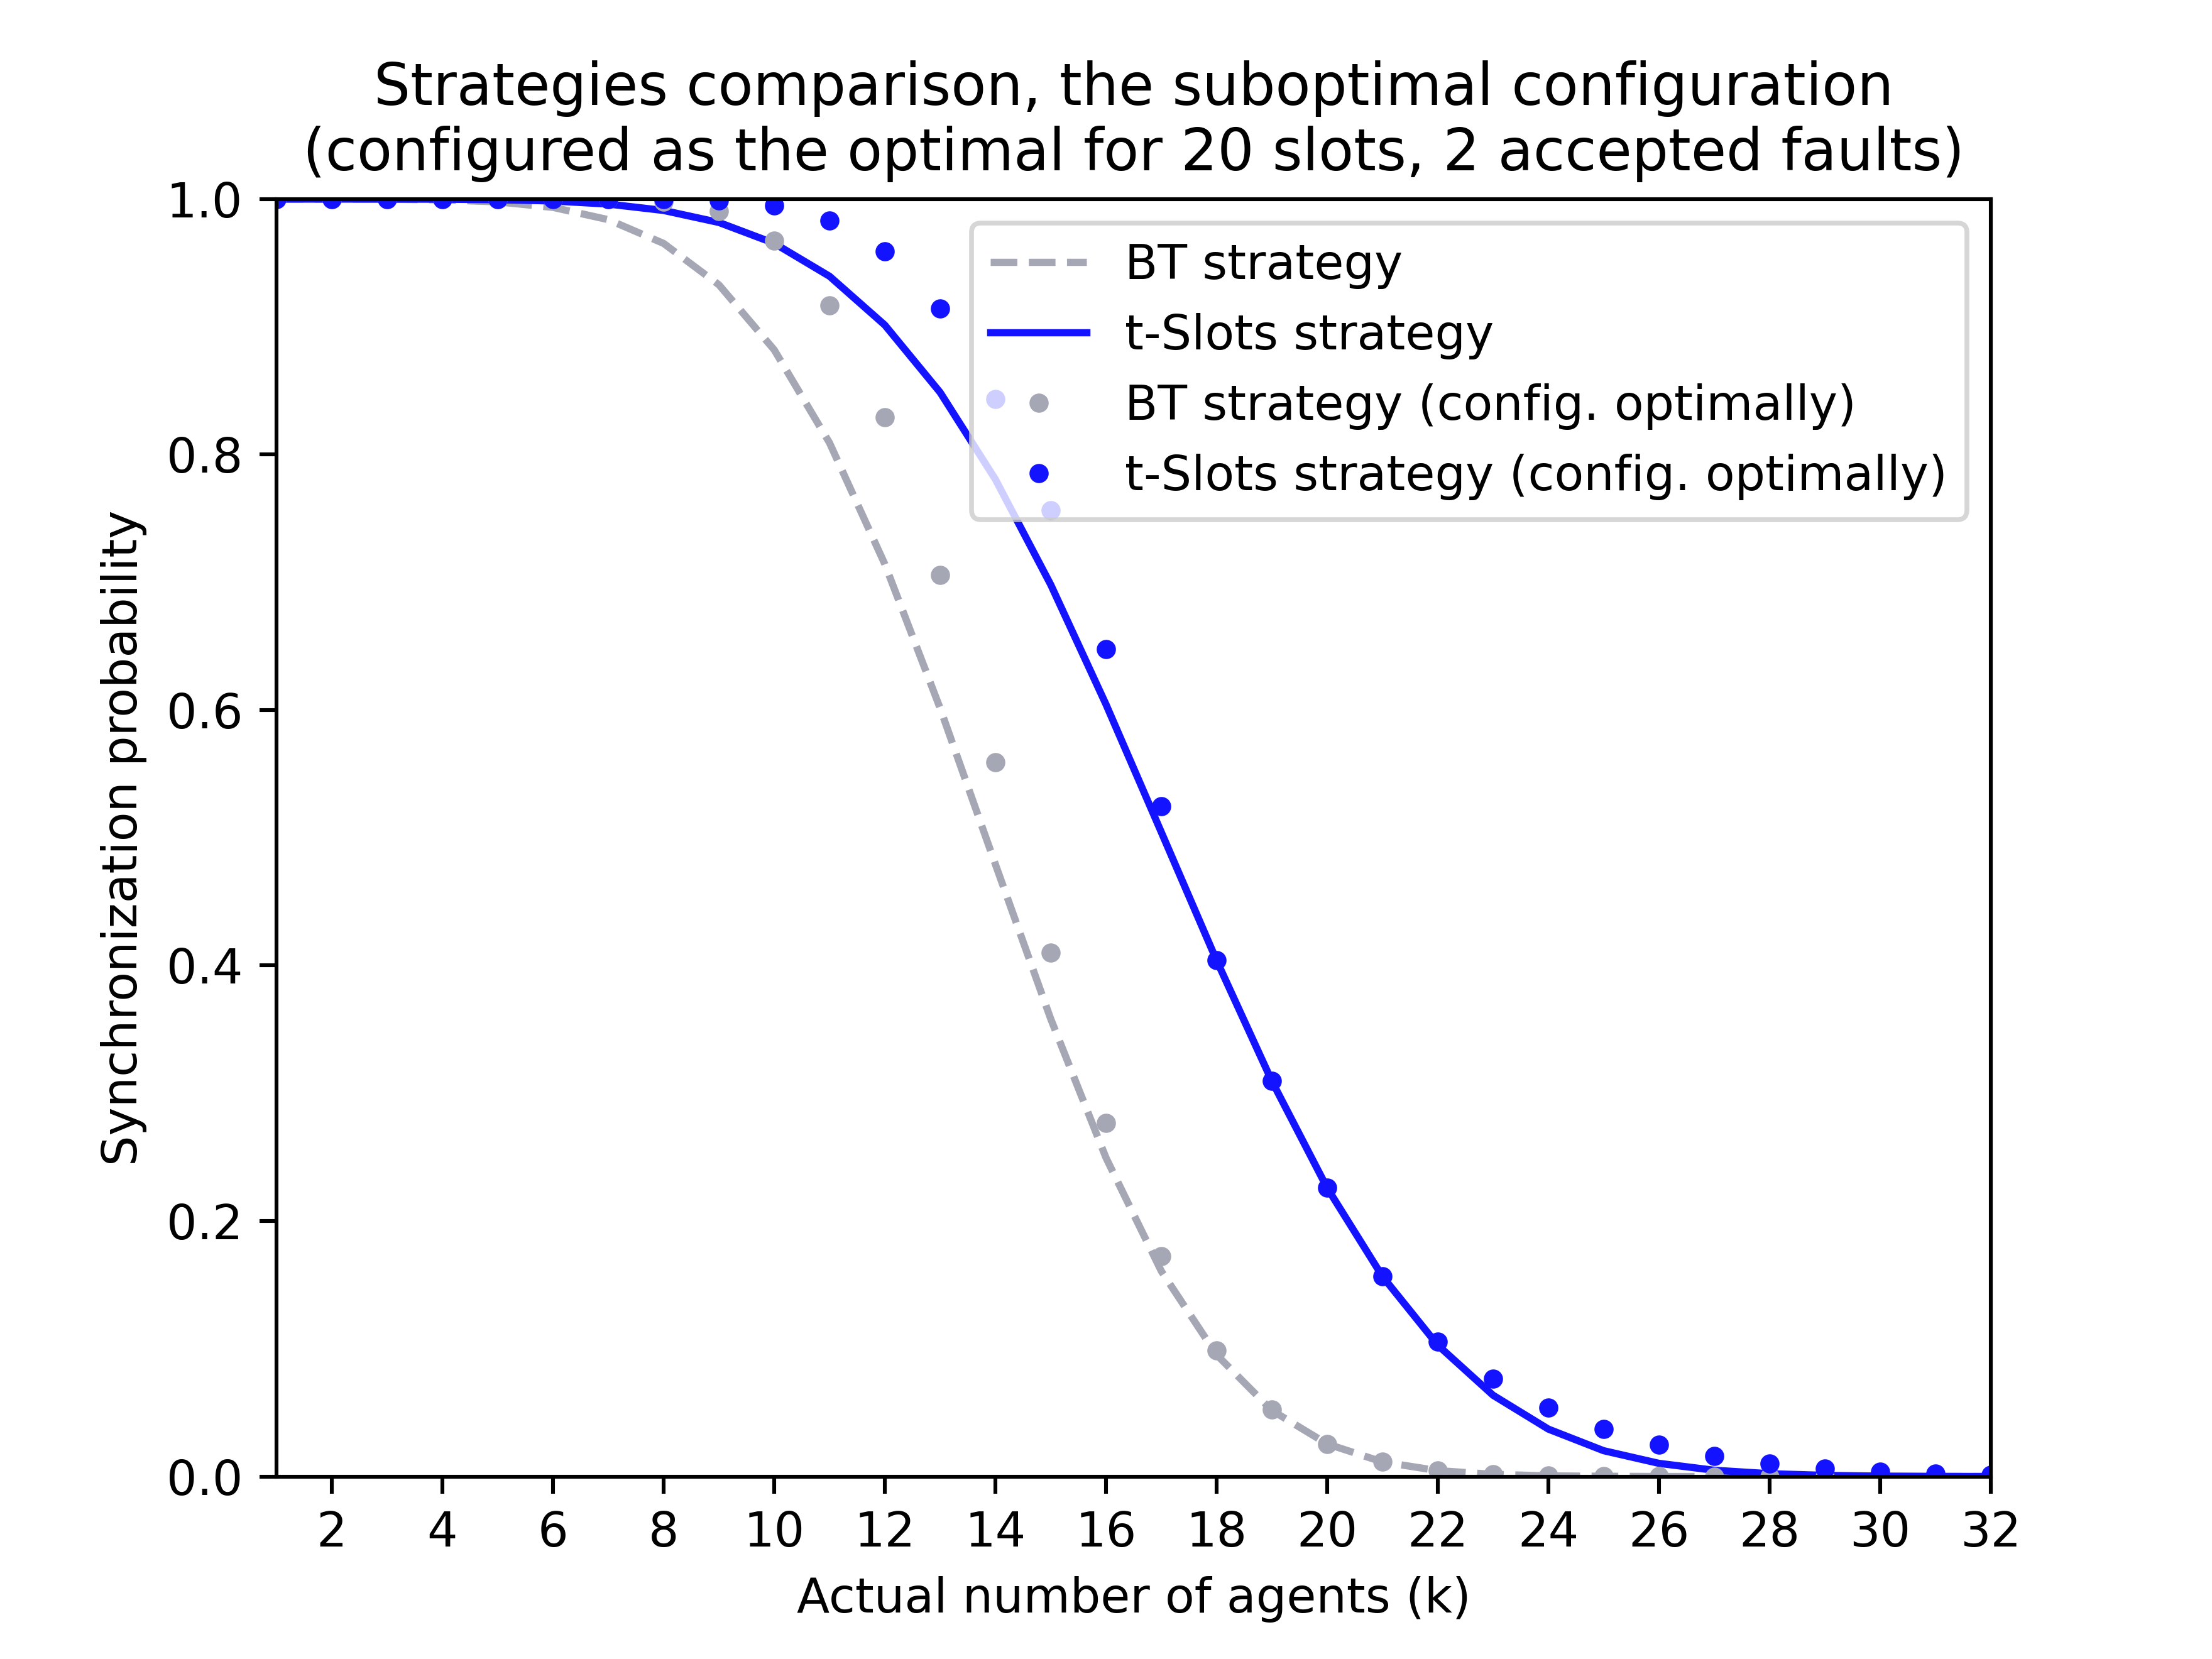 Strategies comparison, the suboptimal configuration
(configured as the optimal for 20 slots, 2 accepted faults)
Synchronization probability
1.0
0.8
0.6
0.4
0.2
0.0
BT strategy
t-Slots strategy
BT strategy (config. optimally)
t-Slots strategy (config. optimally)
2 4 6 8 10 12 14 16 18 20 22 24 26 28 30 32
Actual number of agents (k)